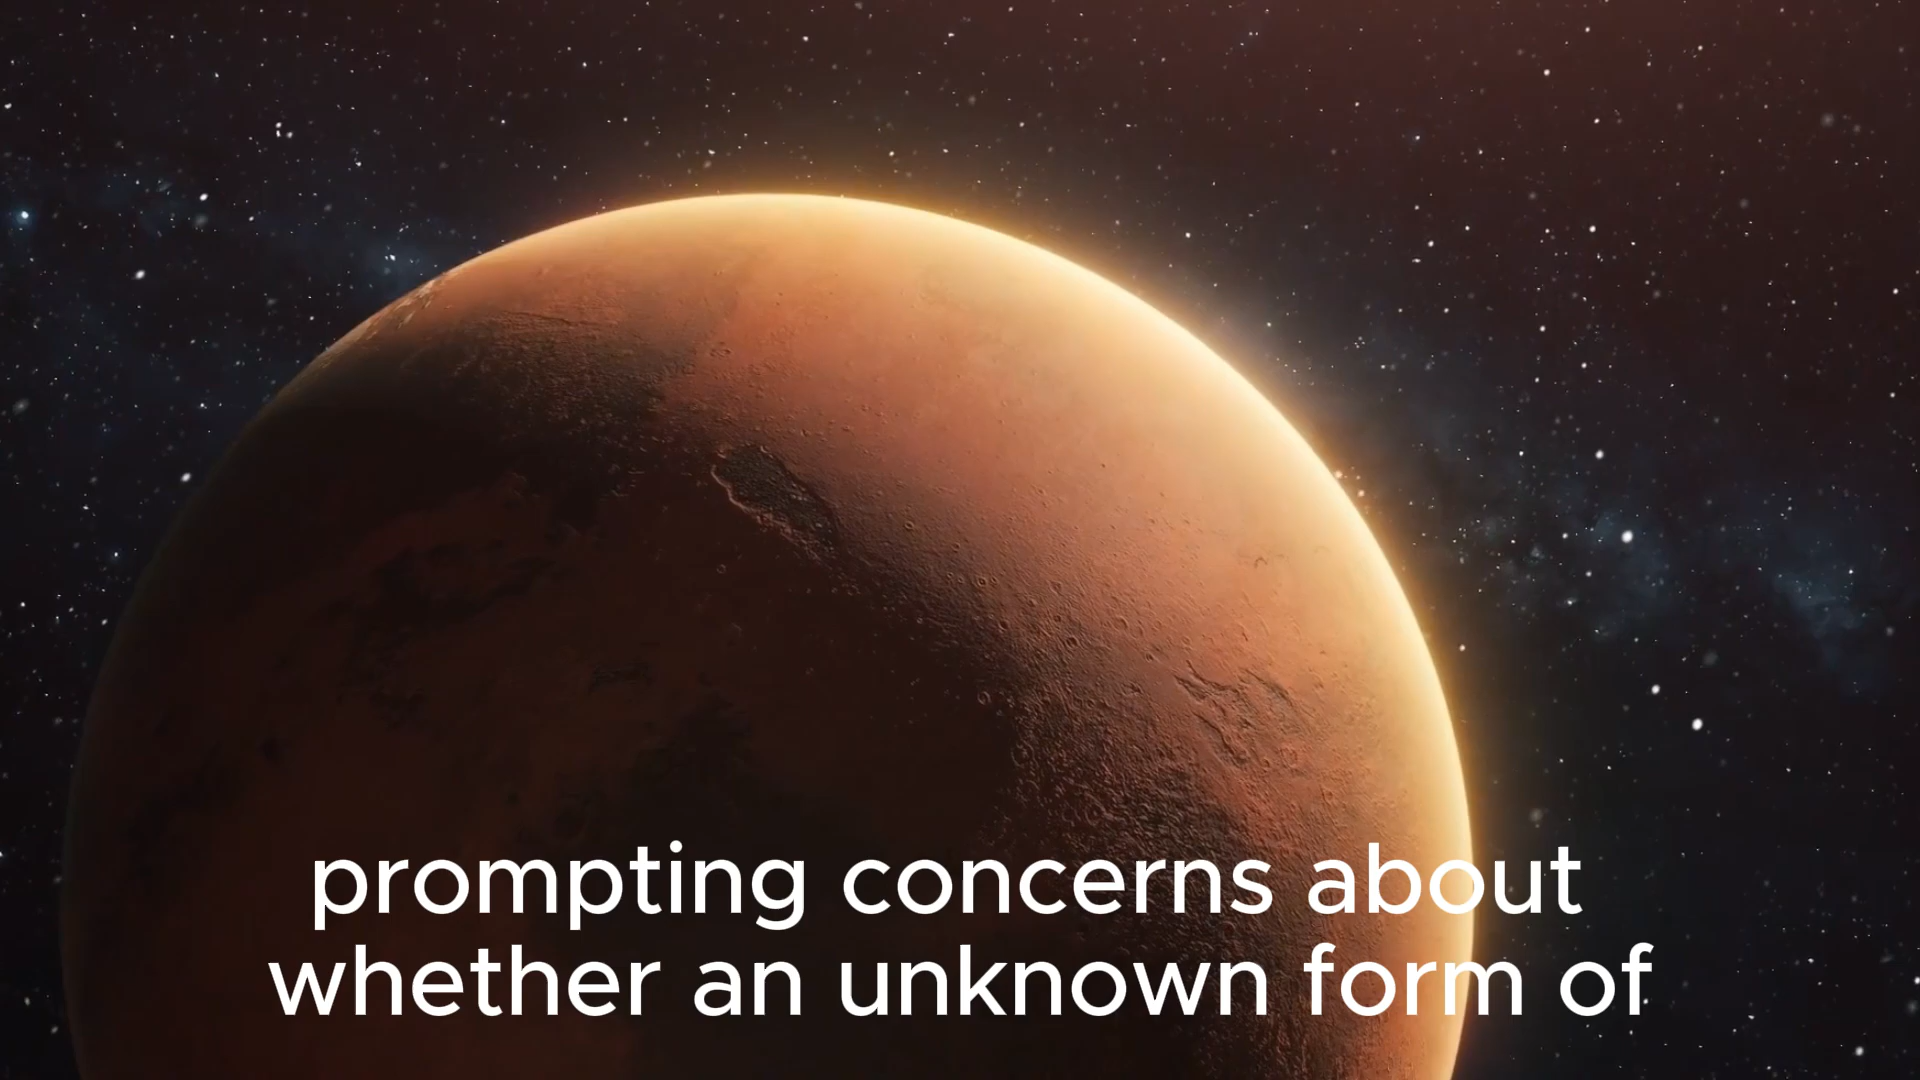 prompting concerns about
whether an unknown form of